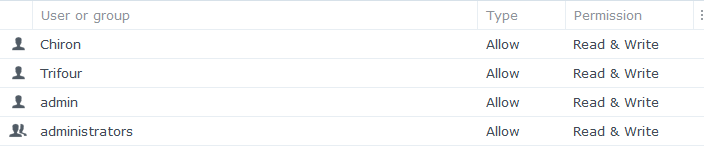 User or group Type Permission
Chiron Allow Read & Write
Trifour Allow Read & Write
admin Allow Read & Write
administrators Allow Read & Write